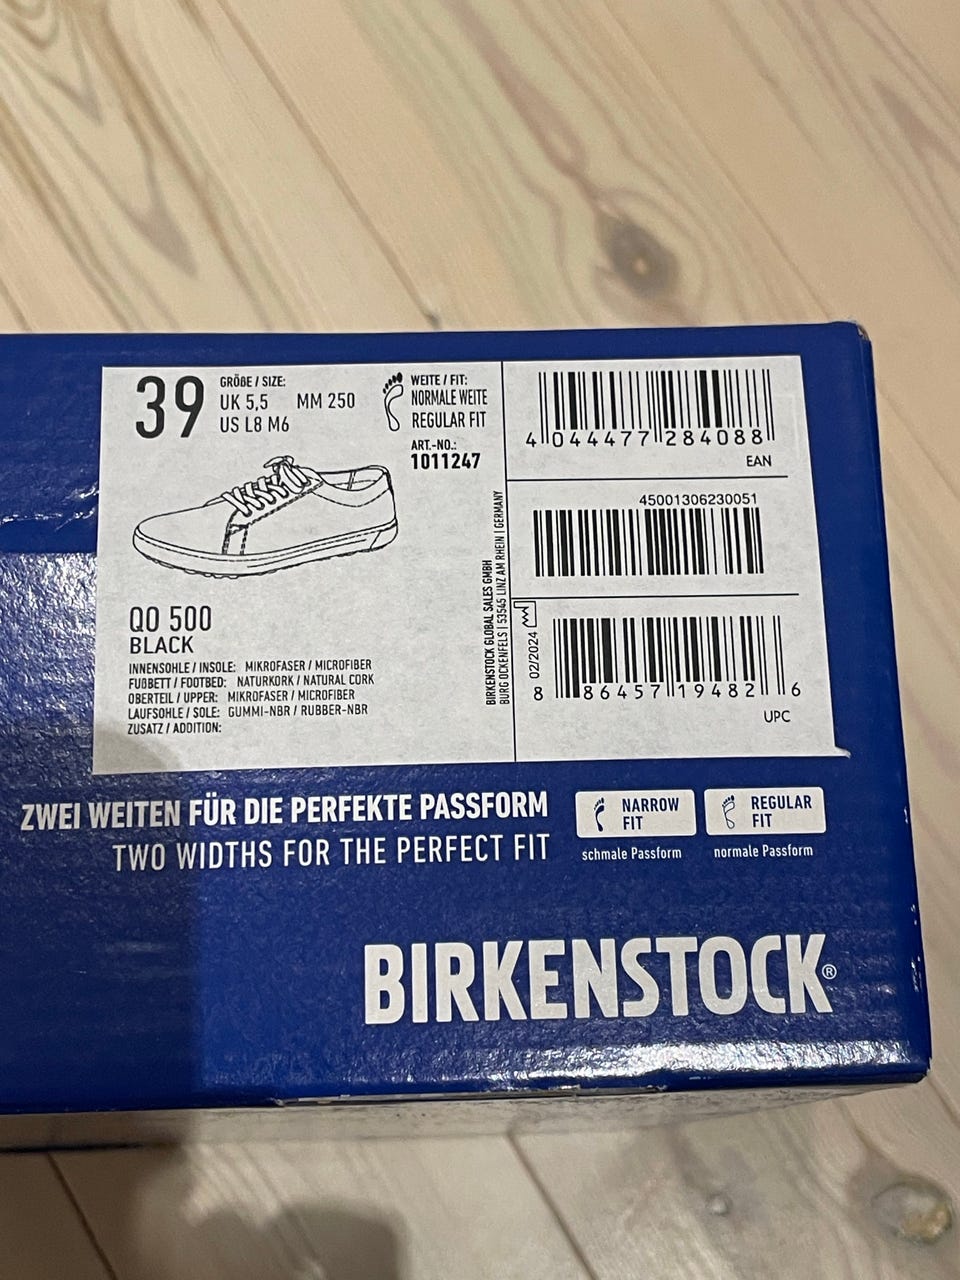 39
GRÖßE / SIZE:
UK 5,5 MM 250
US L8 M6
WEITE / FIT:
NORMALE WEITE
REGULAR FIT
ART.-NO.:
1011247
QO 500
BLACK
INNENSOHLE / INSOLE: MIKROFASER / MICROFIBER
FUßBETT / FOOTBED: NATURKORK / NATURAL CORK
OBERTEIL / UPPER: MIKROFASER / MICROFIBER
LAUFSOHLE / SOLE: GUMMI-NBR / RUBBER-NBR
ZUSATZ / ADDITION:
BIRKENSTOCK GLOBAL SALES GMBH
BURG OCKENFELS | 53545 LINZ AM RHEIN | GERMANY
4 044477 284088
EAN
45001306230051
02/2024
8 86457 19482 6
UPC
ZWEI WEITEN FÜR DIE PERFEKTE PASSFORM
TWO WIDTHS FOR THE PERFECT FIT
NARROW
FIT
schmale Passform
REGULAR
FIT
normale Passform
BIRKENSTOCK®